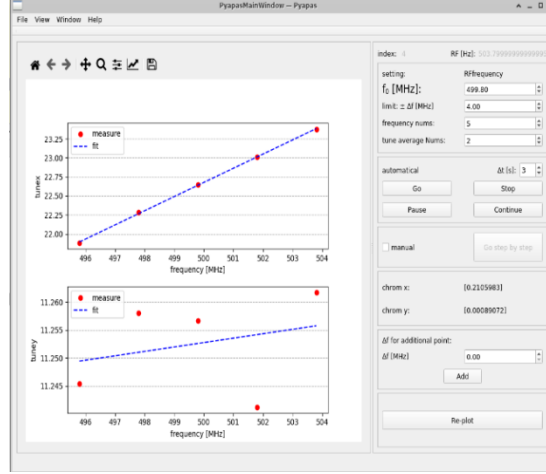 PyapasMainWindow — Pyapas
File View Window Help
index: 4 RF [Hz]:
setting: RFfrequency
f₀ [MHz]: 499.80
limit: ± Δf [MHz] 4.00
frequency nums: 5
tune average Nums: 2
automatical Δt [s]: 3
Go Stop
Pause Continue
manual Go step by step
chrom x: [0.2105983]
chrom y: [0.00089072]
Δf for additional point:
Δf [MHz] 0.00
Add
Re-plot
measure
fit
23.25
23.00
22.75
22.50
22.25
22.00
tunex
496 497 498 499 500 501 502 503 504
frequency [MHz]
measure
fit
11.260
11.255
11.250
11.245
tuney
496 497 498 499 500 501 502 503 504
frequency [MHz]